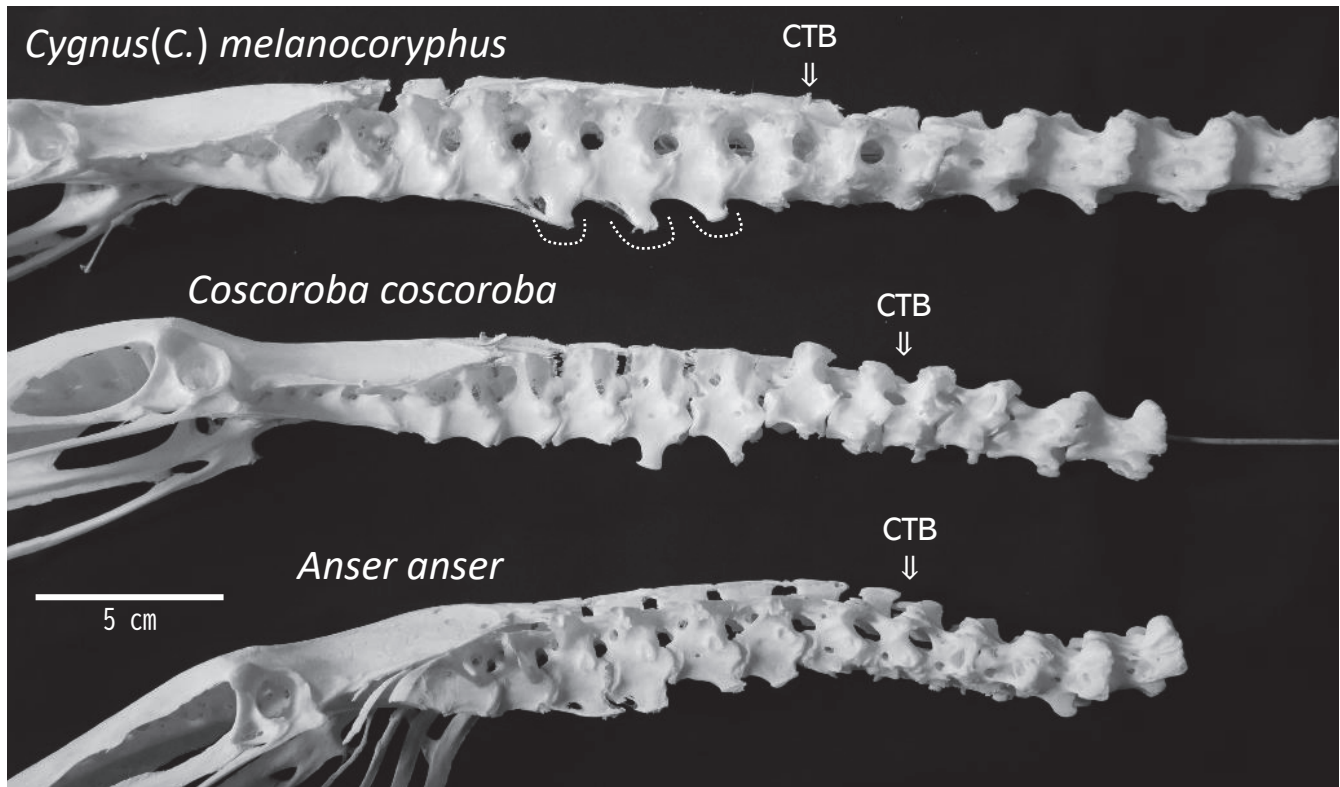 Cygnus(C.) melanocoryphus
CTB
⇓
Coscoroba coscoroba
CTB
⇓
CTB
⇓
Anser anser
5 cm